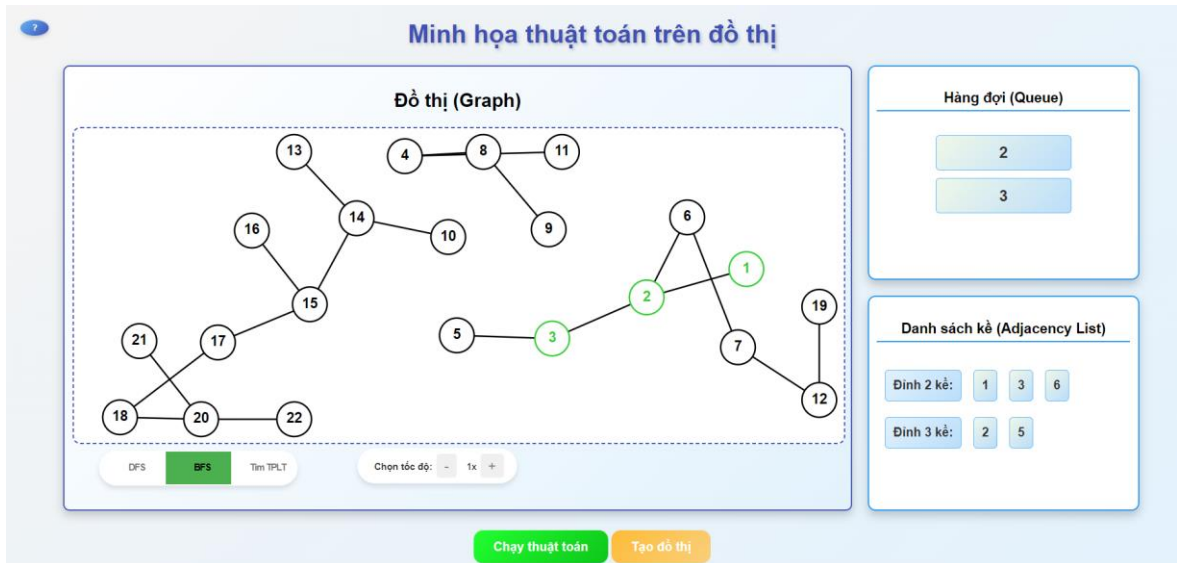 ?
Minh họa thuật toán trên đồ thị
Đồ thị (Graph)
13
4
8
11
14
16
10
9
6
1
2
15
19
5
3
21
17
7
12
18
20
22
DFS
BFS
Tìm TPLT
Chọn tốc độ: - 1x +
Hàng đợi (Queue)
2
3
Danh sách kề (Adjacency List)
Đỉnh 2 kề: 1 3 6
Đỉnh 3 kề: 2 5
Chạy thuật toán
Tạo đồ thị